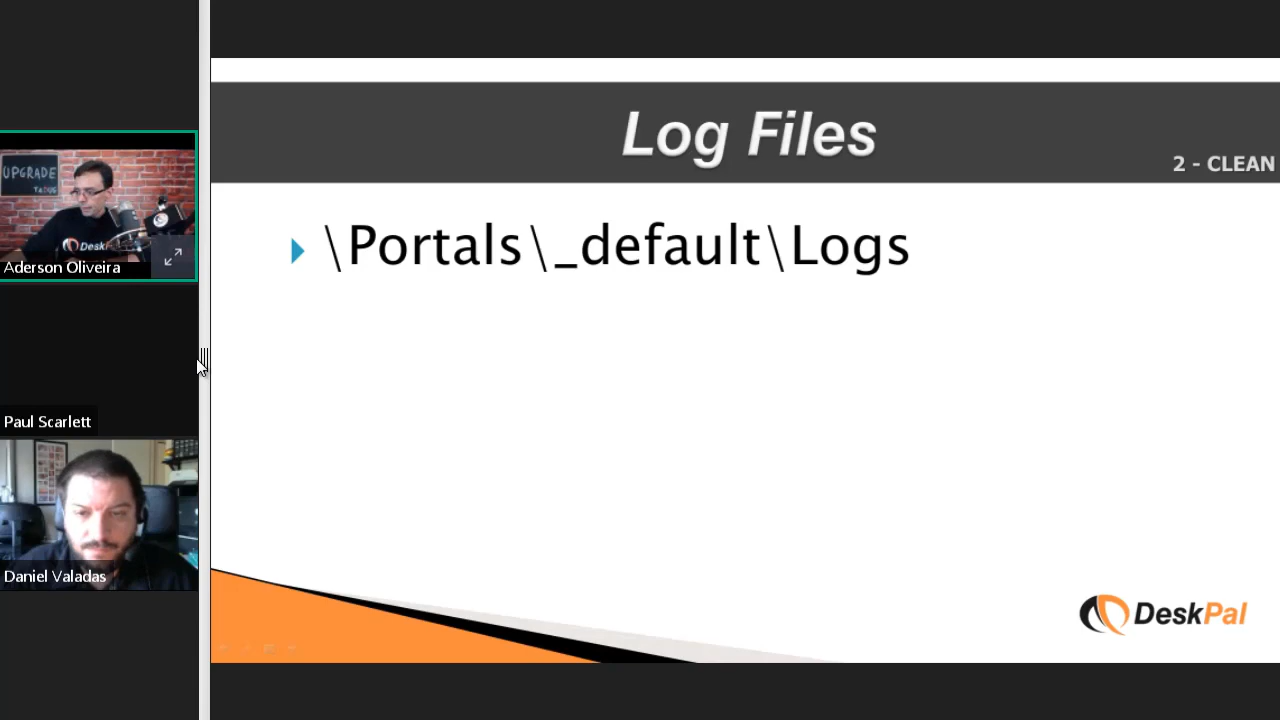 Log Files
2 - CLEAN
\Portals\_default\Logs
DeskPal
UPGRADE
Aderson Oliveira
Paul Scarlett
Daniel Valadas